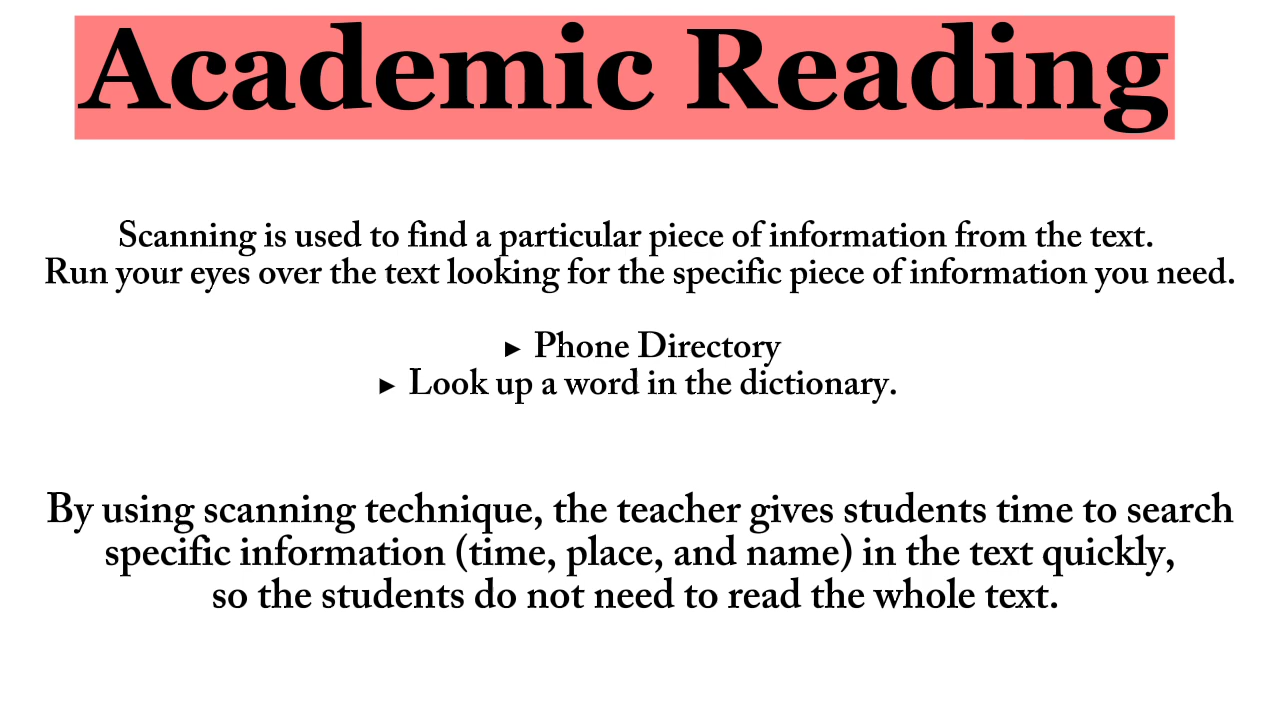 Academic Reading
Scanning is used to find a particular piece of information from the text.
Run your eyes over the text looking for the specific piece of information you need.
► Phone Directory
► Look up a word in the dictionary.
By using scanning technique, the teacher gives students time to search
specific information (time, place, and name) in the text quickly,
so the students do not need to read the whole text.